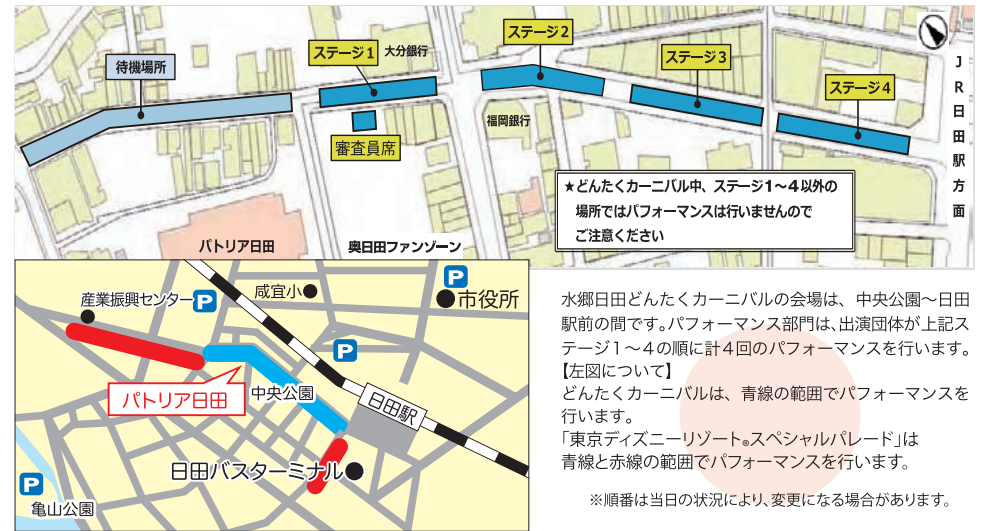 ステージ2
ステージ1
大分銀行
待機場所
ステージ3
ステージ4
JR日田駅方面
福岡銀行
審査員席
★どんたくカーニバル中、ステージ1～4以外の
場所ではパフォーマンスは行いませんので
ご注意ください
パトリア日田
奥日田ファンゾーン
産業振興センター
P
咸宜小
P
市役所
P
パトリア日田
中央公園
日田駅
日田バスターミナル
P
亀山公園
水郷日田どんたくカーニバルの会場は、中央公園～日田
駅前の間です。パフォーマンス部門は、出演団体が上記ス
テージ1～4の順に計4回のパフォーマンスを行います。
【左図について】
どんたくカーニバルは、青線の範囲でパフォーマンスを
行います。
「東京ディズニーリゾート®スペシャルパレード」は
青線と赤線の範囲でパフォーマンスを行います。
※順番は当日の状況により、変更になる場合があります。